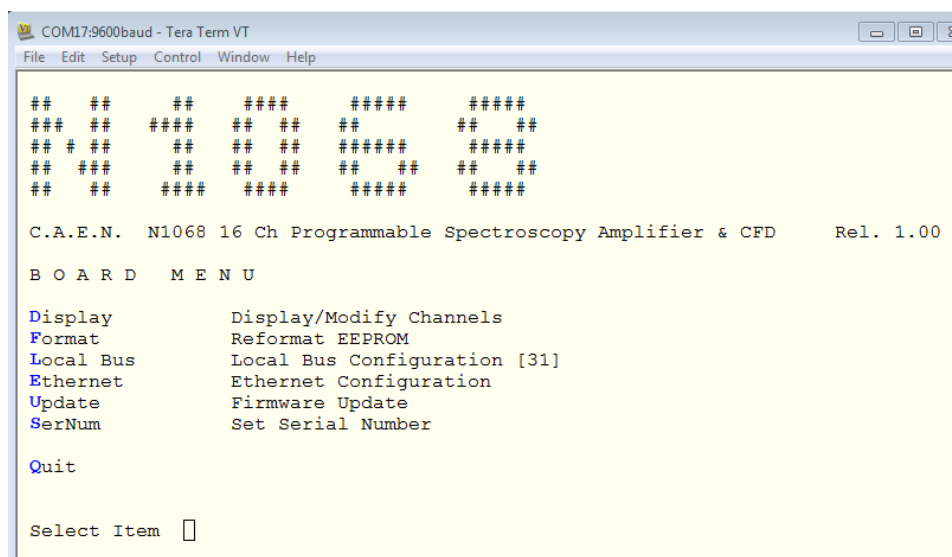 COM17:9600baud - Tera Term VT
File Edit Setup Control Window Help
N1068
C.A.E.N. N1068 16 Ch Programmable Spectroscopy Amplifier & CFD Rel. 1.00
B O A R D M E N U
Display Display/Modify Channels
Format Reformat EEPROM
Local Bus Local Bus Configuration [31]
Ethernet Ethernet Configuration
Update Firmware Update
SerNum Set Serial Number
Quit
Select Item